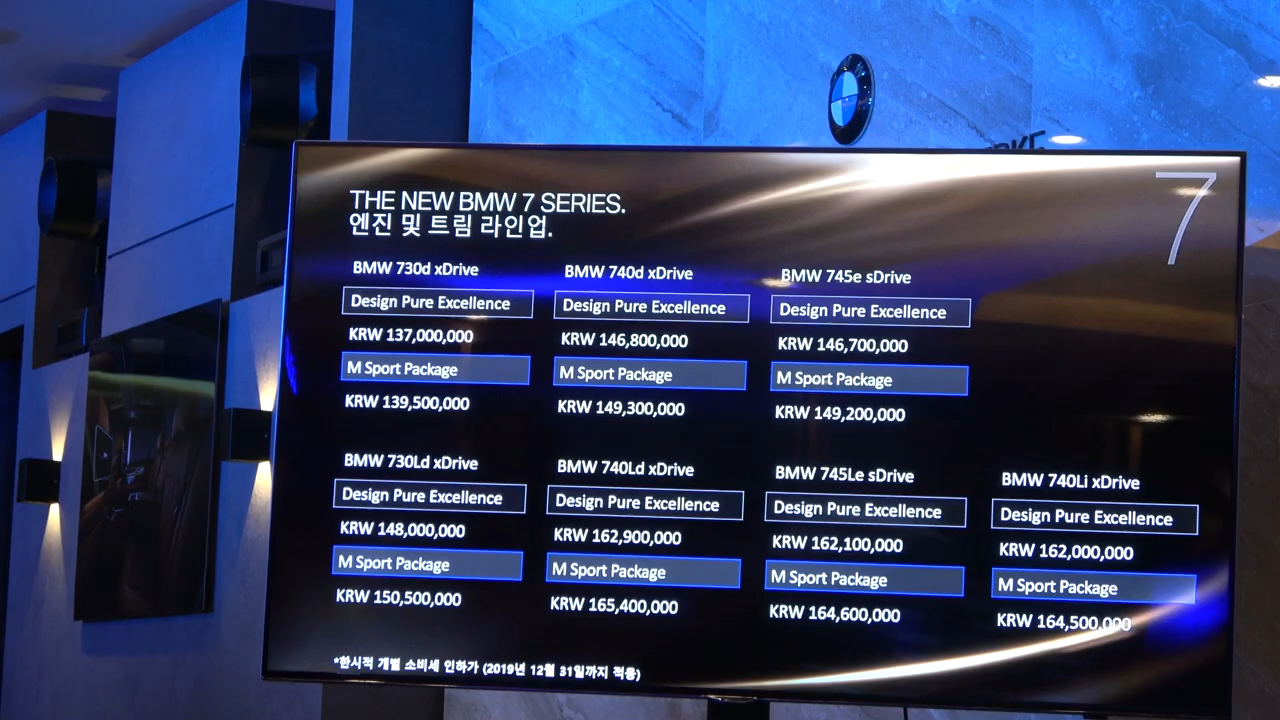 THE NEW BMW 7 SERIES.
엔진 및 트림 라인업.
7
BMW 730d xDrive
Design Pure Excellence
KRW 137,000,000
M Sport Package
KRW 139,500,000
BMW 740d xDrive
Design Pure Excellence
KRW 146,800,000
M Sport Package
KRW 149,300,000
BMW 745e sDrive
Design Pure Excellence
KRW 146,700,000
M Sport Package
KRW 149,200,000
BMW 730Ld xDrive
Design Pure Excellence
KRW 148,000,000
M Sport Package
KRW 150,500,000
BMW 740Ld xDrive
Design Pure Excellence
KRW 162,900,000
M Sport Package
KRW 165,400,000
BMW 745Le sDrive
Design Pure Excellence
KRW 162,100,000
M Sport Package
KRW 164,600,000
BMW 740Li xDrive
Design Pure Excellence
KRW 162,000,000
M Sport Package
KRW 164,500,000
*한시적 개별 소비세 인하가 (2019년 12월 31일까지 적용)